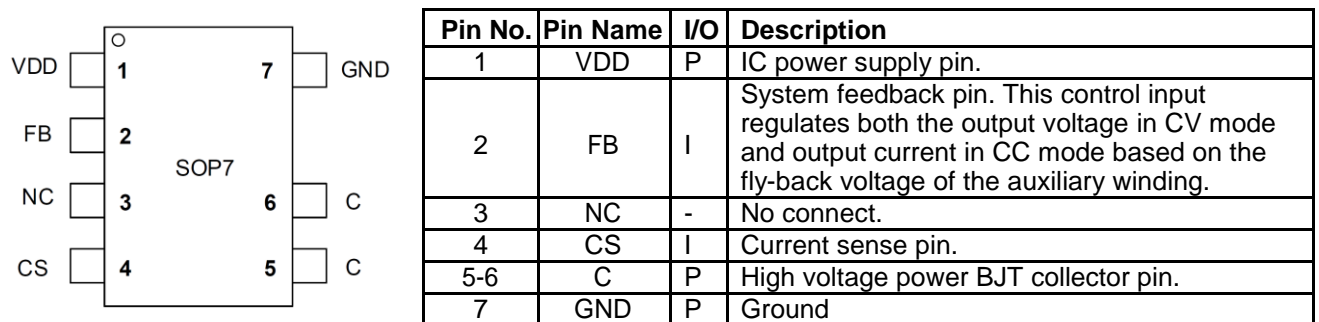 VDD 1 7 GND
FB 2
SOP7
NC 3 6 C
CS 4 5 C
Pin No. Pin Name I/O Description
1 VDD P IC power supply pin.
2 FB I System feedback pin. This control input
regulates both the output voltage in CV mode
and output current in CC mode based on the
fly-back voltage of the auxiliary winding.
3 NC - No connect.
4 CS I Current sense pin.
5-6 C P High voltage power BJT collector pin.
7 GND P Ground